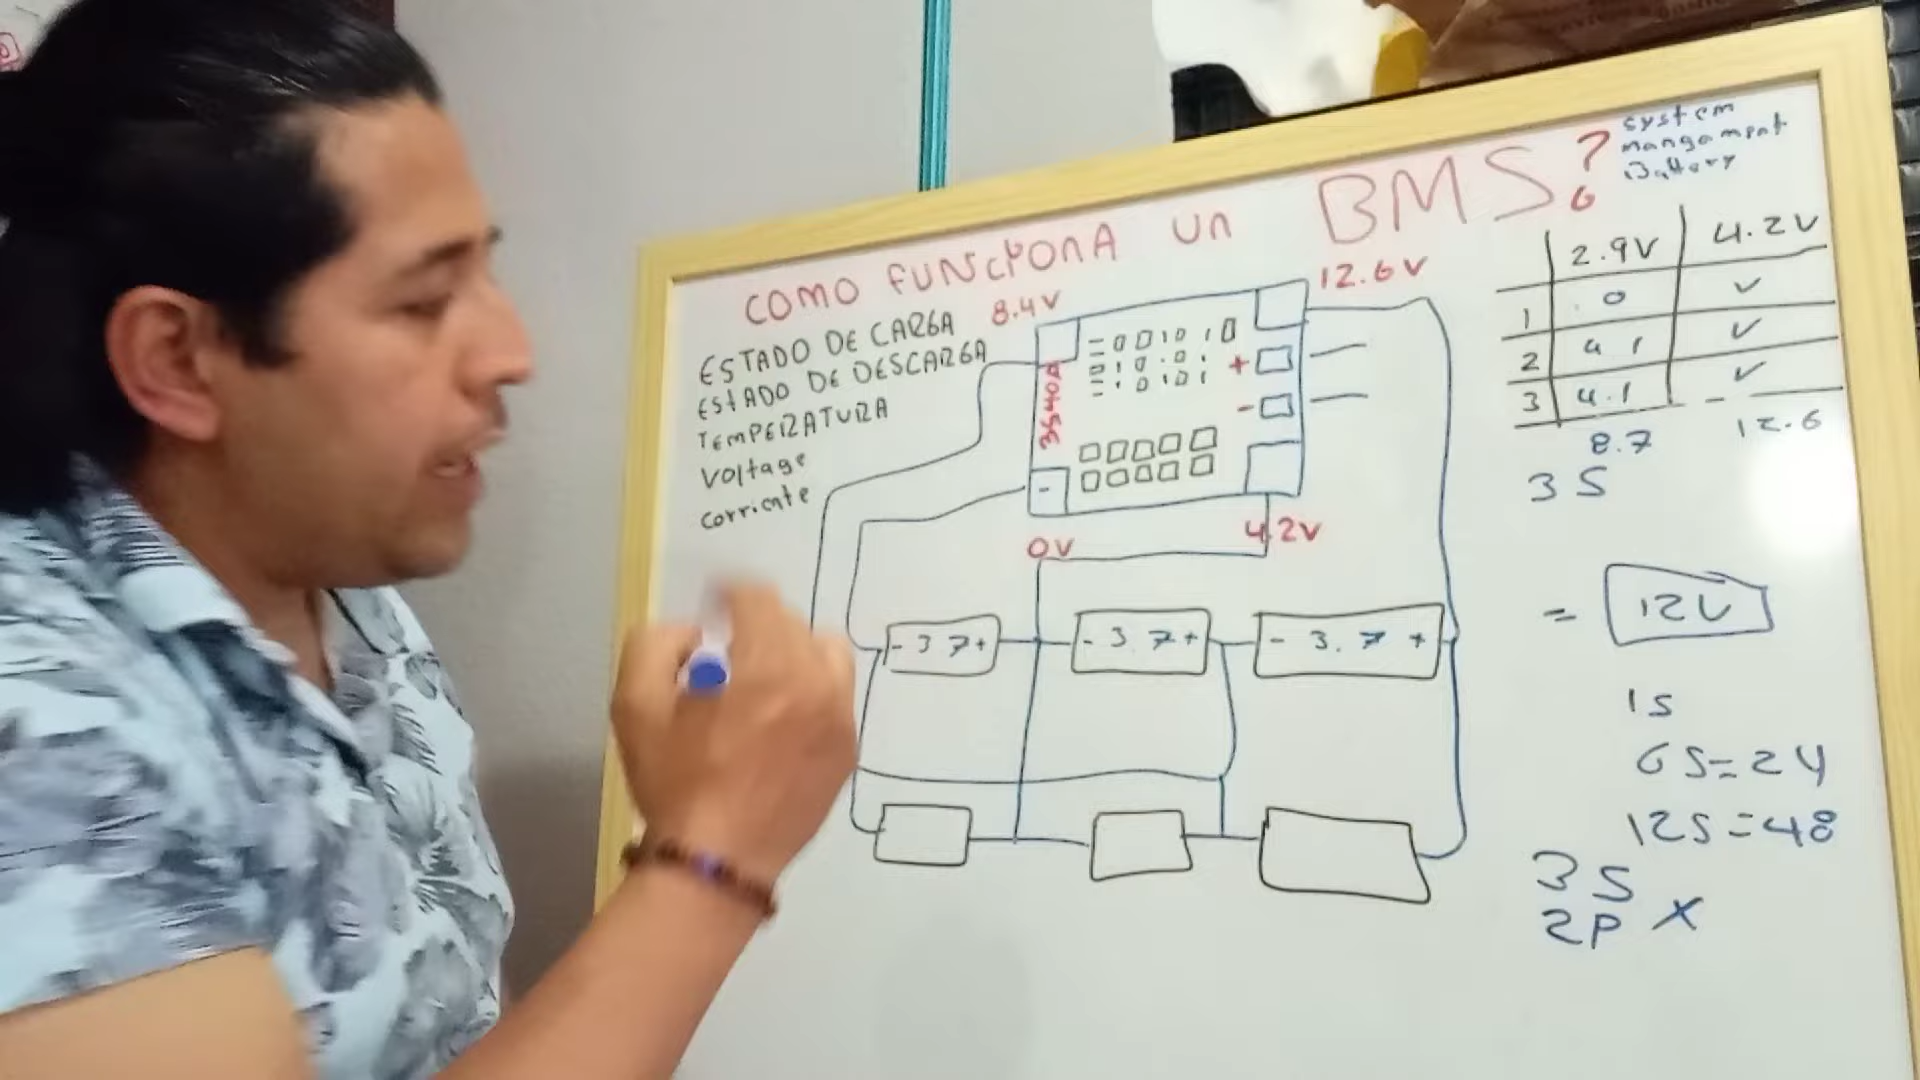 COMO FUNCIONA UN BMS?
system
mangament
Battery
ESTADO DE CARGA
ESTADO DE DESCARGA
TEMPERATURA
Voltage
corriente
8.4V
12.6V
3S40A
+
-
-
0V
4.2V
- 3.7 +
- 3.7 +
- 3. 7 +
2.9V 4.2V
1 0 ✓
2 4.1 ✓
3 4.1 ✓
8.7 12.6
3S
= 12V
1S
6S=24
12S=48
3S
2P X